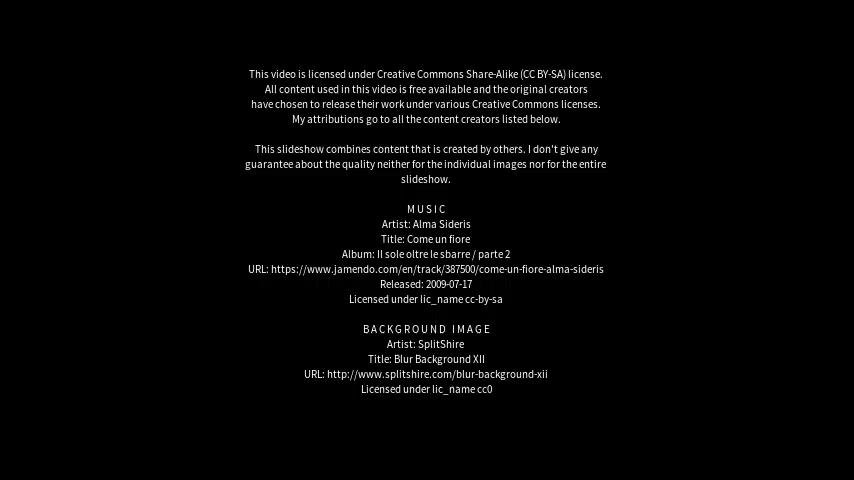 This video is licensed under Creative Commons Share-Alike (CC BY-SA) license.
All content used in this video is free available and the original creators
have chosen to release their work under various Creative Commons licenses.
My attributions go to all the content creators listed below.
This slideshow combines content that is created by others. I don't give any
guarantee about the quality neither for the individual images nor for the entire
slideshow.
MUSIC
Artist: Alma Sideris
Title: Come un fiore
Album: Il sole oltre le sbarre / parte 2
URL: https://www.jamendo.com/en/track/387500/come-un-fiore-alma-sideris
Released: 2009-07-17
Licensed under lic_name cc-by-sa
BACKGROUND IMAGE
Artist: SplitShire
Title: Blur Background XII
URL: http://www.splitshire.com/blur-background-xii
Licensed under lic_name cc0